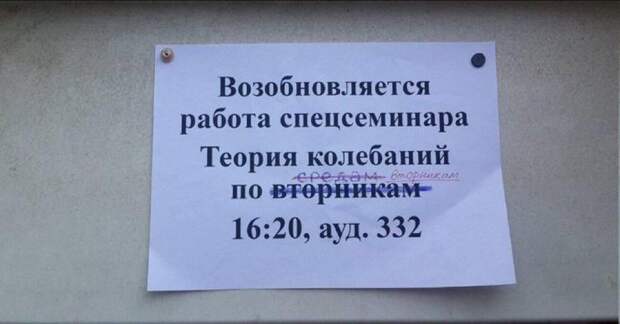 Возобновляется
работа спецсеминара
Теория колебаний
средам вторникам
по вторникам
16:20, ауд. 332